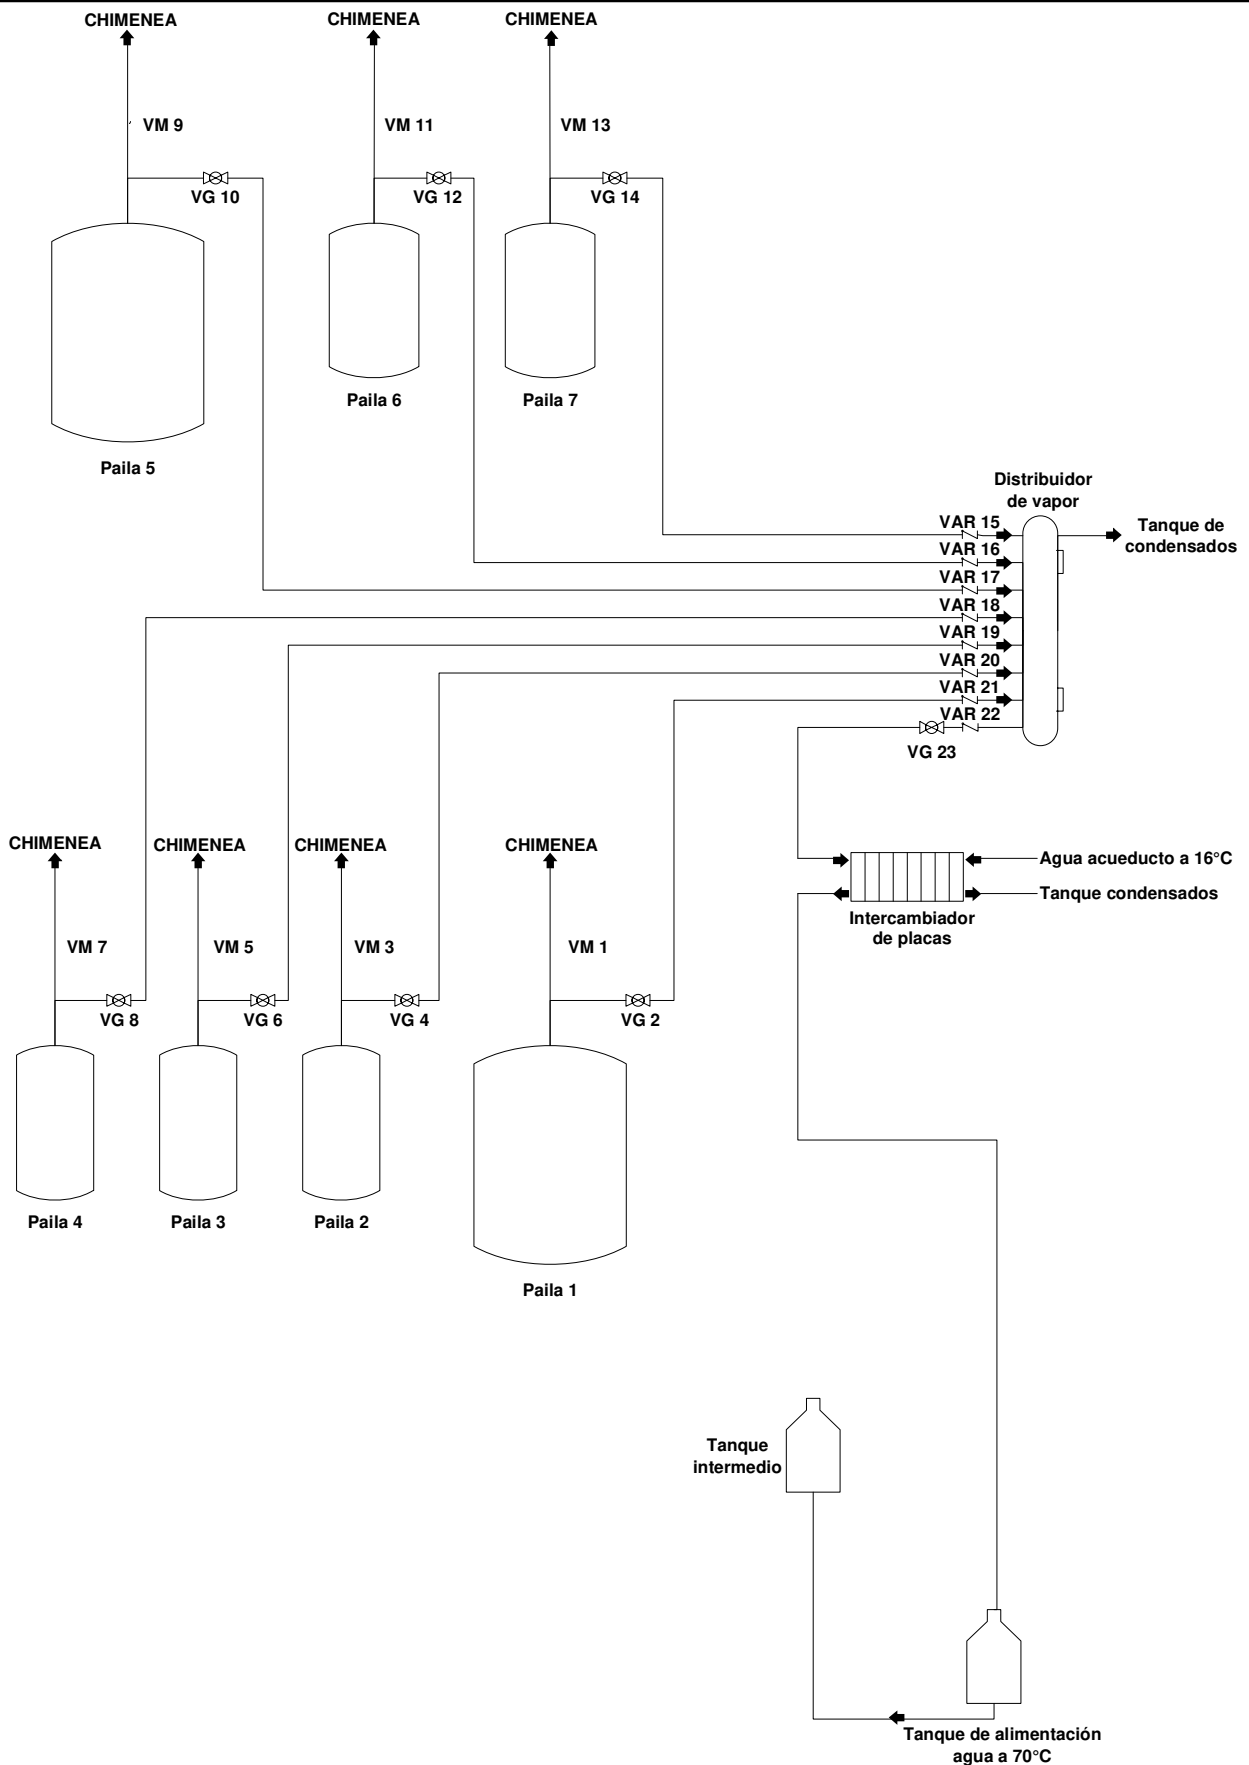 CHIMENEA
CHIMENEA
CHIMENEA
VM 9
VM 11
VM 13
VG 10
VG 12
VG 14
Paila 6
Paila 7
Paila 5
Distribuidor
de vapor
VAR 15
VAR 16
VAR 17
VAR 18
VAR 19
VAR 20
VAR 21
VAR 22
Tanque de
condensados
VG 23
CHIMENEA
CHIMENEA
CHIMENEA
CHIMENEA
Agua acueducto a 16°C
Tanque condensados
Intercambiador
de placas
VM 7
VM 5
VM 3
VM 1
VG 8
VG 6
VG 4
VG 2
Paila 4
Paila 3
Paila 2
Paila 1
Tanque
intermedio
Tanque de alimentación
agua a 70°C